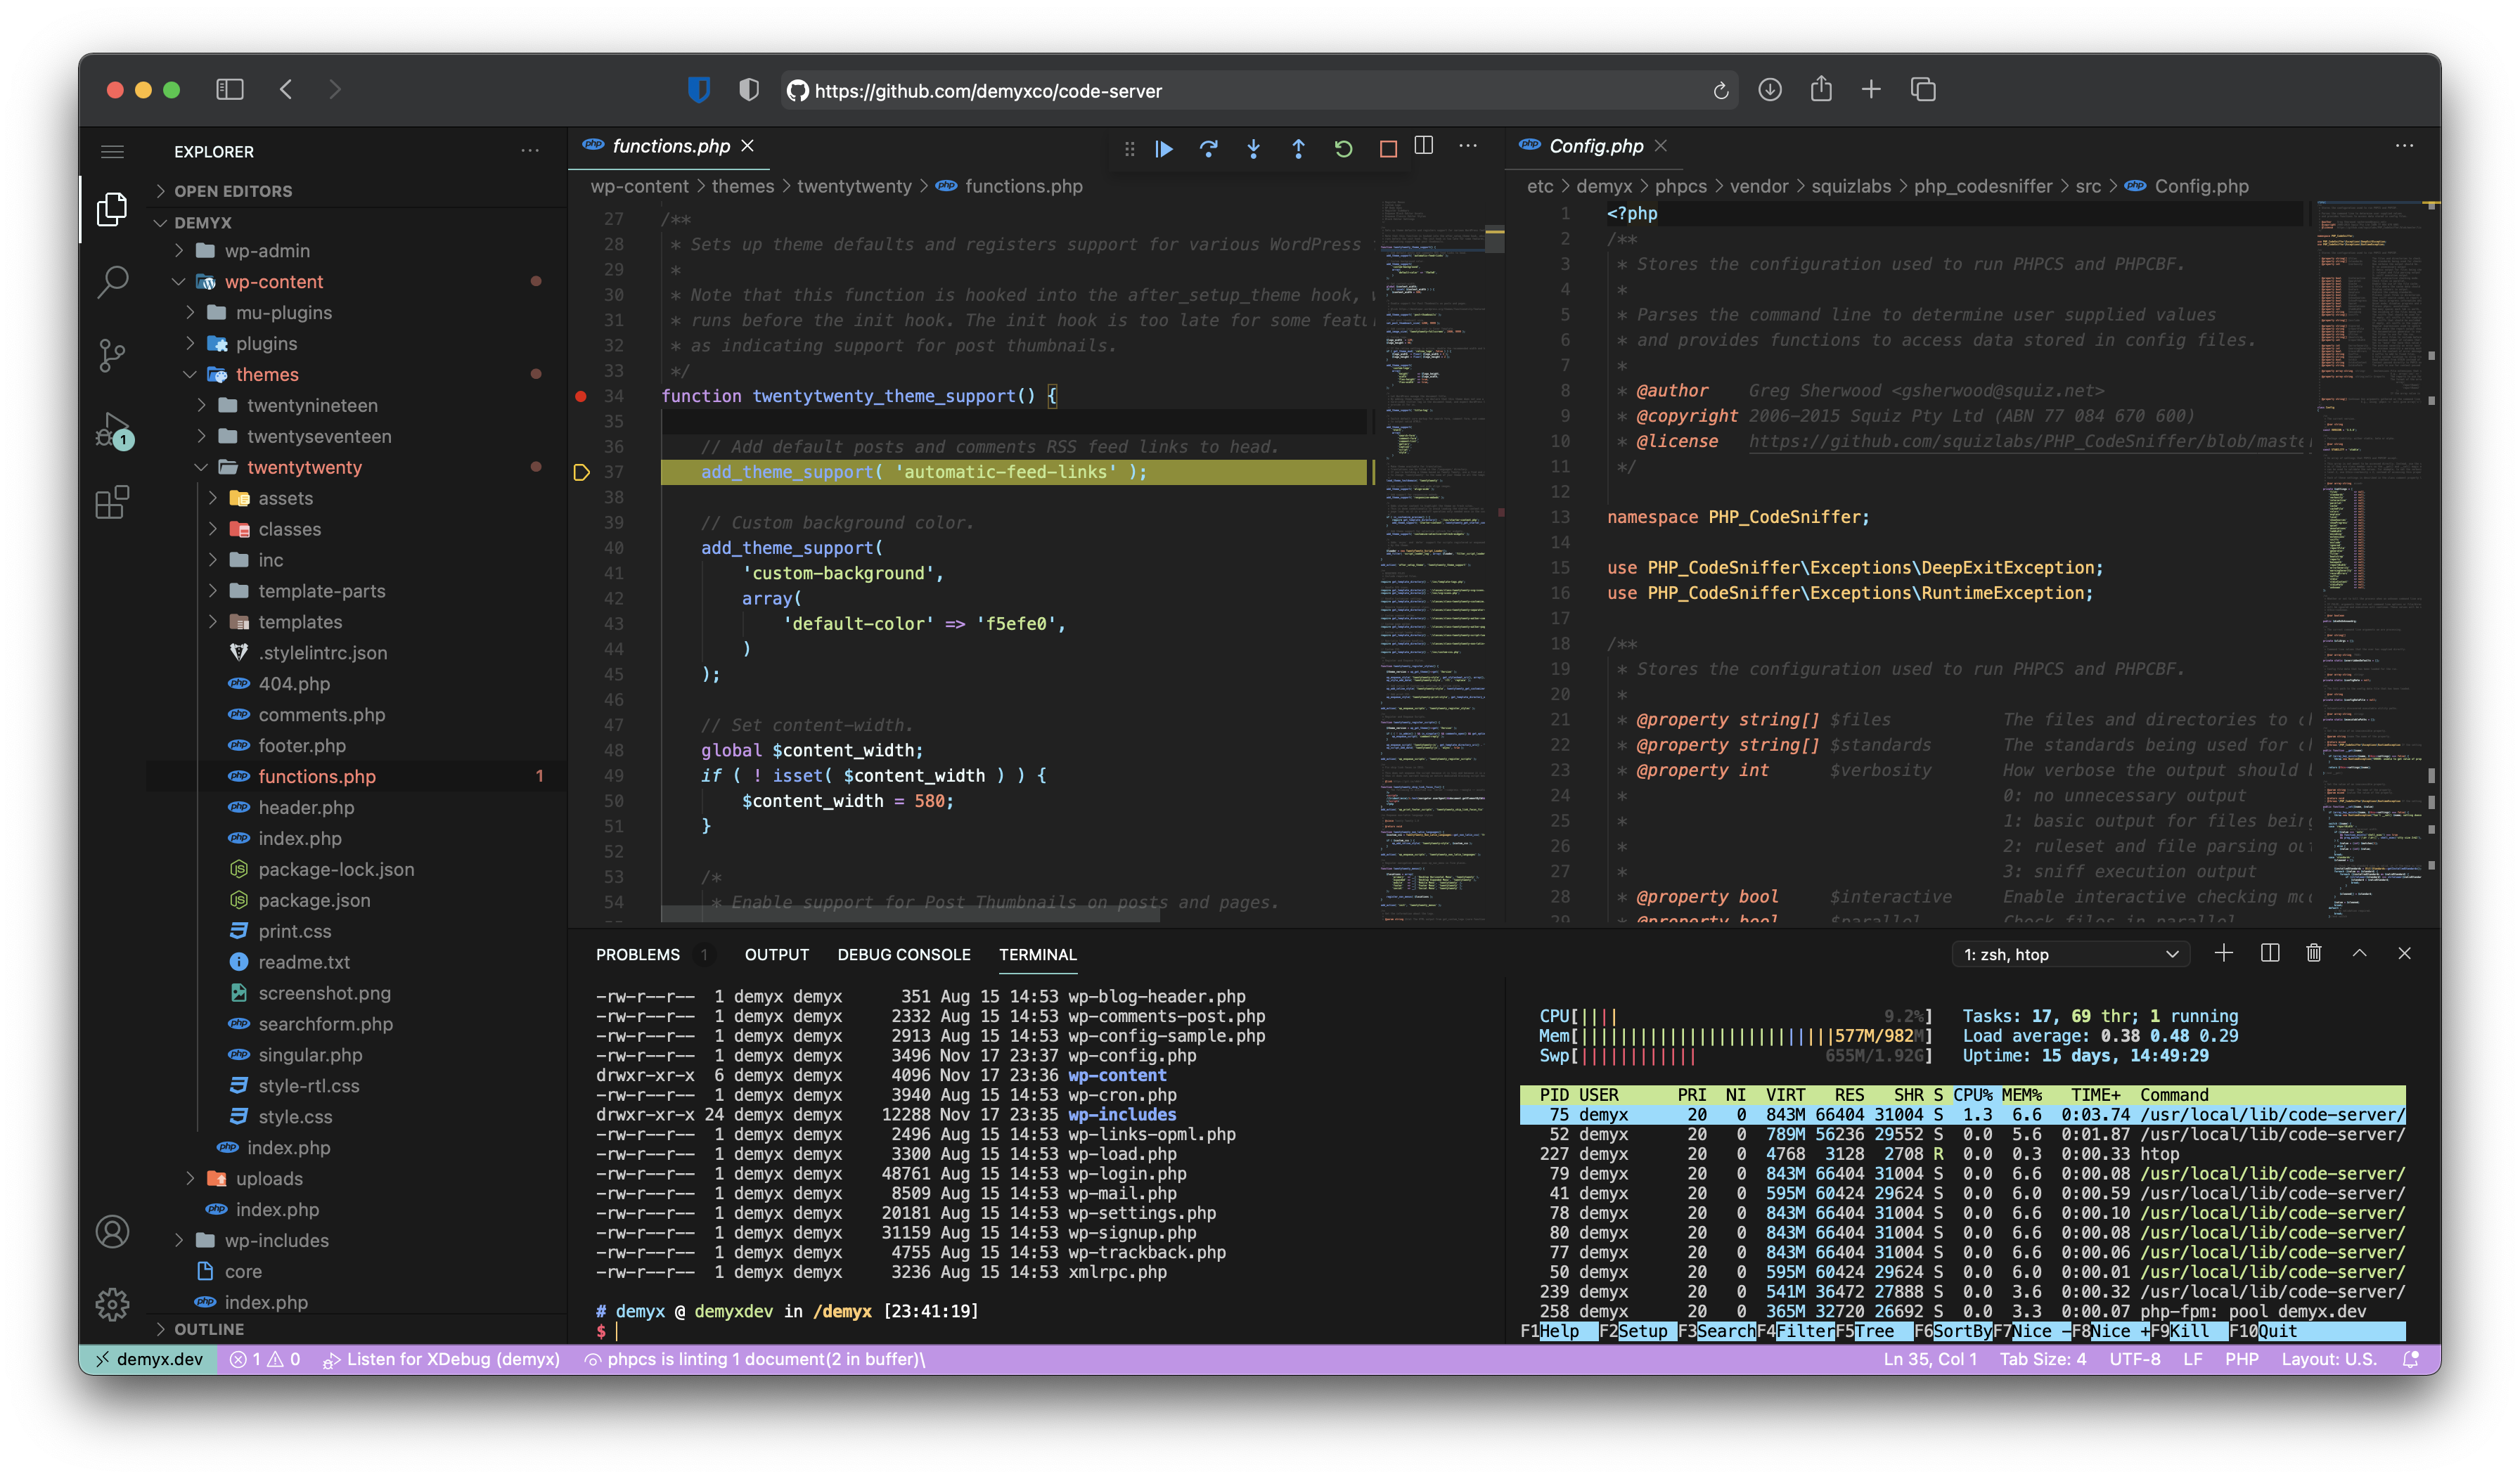 https://github.com/demyxco/code-server
EXPLORER
OPEN EDITORS
DEMYX
wp-admin
wp-content
mu-plugins
plugins
themes
twentynineteen
twentyseventeen
twentytwenty
assets
classes
inc
template-parts
templates
.stylelintrc.json
404.php
comments.php
footer.php
functions.php 1
header.php
index.php
package-lock.json
package.json
print.css
readme.txt
screenshot.png
searchform.php
singular.php
style-rtl.css
style.css
index.php
uploads
index.php
wp-includes
core
index.php
OUTLINE
1
functions.php
wp-content > themes > twentytwenty > functions.php
27 /**
28 * Sets up theme defaults and registers support for various WordPress
29 *
30 * Note that this function is hooked into the after_setup_theme hook,
31 * runs before the init hook. The init hook is too late for some
32 * as indicating support for post thumbnails.
33 */
34 function twentytwenty_theme_support() {
35
36 // Add default posts and comments RSS feed links to head.
37 add_theme_support( 'automatic-feed-links' );
38
39 // Custom background color.
40 add_theme_support(
41 'custom-background',
42 array(
43 'default-color' => 'f5efe0',
44 )
45 );
46
47 // Set content-width.
48 global $content_width;
49 if ( ! isset( $content_width ) ) {
50 $content_width = 580;
51 }
52
53 /*
54 * Enable support for Post Thumbnails on posts and pages.
Config.php
etc > demyx > phpcs > vendor > squizlabs > php_codesniffer > src > Config.php
1 <?php
2 /**
3 * Stores the configuration used to run PHPCS and PHPCBF.
4 *
5 * Parses the command line to determine user supplied values
6 * and provides functions to access data stored in config files.
7 *
8 * @author Greg Sherwood <gsherwood@squiz.net>
9 * @copyright 2006-2015 Squiz Pty Ltd (ABN 77 084 670 600)
10 * @license https://github.com/squizlabs/PHP_CodeSniffer/blob/master
11 */
12
13 namespace PHP_CodeSniffer;
14
15 use PHP_CodeSniffer\Exceptions\DeepExitException;
16 use PHP_CodeSniffer\Exceptions\RuntimeException;
17
18 /**
19 * Stores the configuration used to run PHPCS and PHPCBF.
20 *
21 * @property string[] $files The files and directories to
22 * @property string[] $standards The standards being used for
23 * @property int $verbosity How verbose the output should
24 * 0: no unnecessary output
25 * 1: basic output for files
26 * 2: ruleset and file parsing
27 * 3: sniff execution output
28 * @property bool $interactive Enable interactive checking
29 * @property bool $parallel Check files in parallel
PROBLEMS 1 OUTPUT DEBUG CONSOLE TERMINAL
1: zsh, htop
-rw-r--r-- 1 demyx demyx 351 Aug 15 14:53 wp-blog-header.php
-rw-r--r-- 1 demyx demyx 2332 Aug 15 14:53 wp-comments-post.php
-rw-r--r-- 1 demyx demyx 2913 Aug 15 14:53 wp-config-sample.php
-rw-r--r-- 1 demyx demyx 3496 Nov 17 23:37 wp-config.php
drwxr-xr-x 6 demyx demyx 4096 Nov 17 23:36 wp-content
-rw-r--r-- 1 demyx demyx 3940 Aug 15 14:53 wp-cron.php
drwxr-xr-x 24 demyx demyx 12288 Nov 17 23:35 wp-includes
-rw-r--r-- 1 demyx demyx 2496 Aug 15 14:53 wp-links-opml.php
-rw-r--r-- 1 demyx demyx 3300 Aug 15 14:53 wp-load.php
-rw-r--r-- 1 demyx demyx 48761 Aug 15 14:53 wp-login.php
-rw-r--r-- 1 demyx demyx 8509 Aug 15 14:53 wp-mail.php
-rw-r--r-- 1 demyx demyx 20181 Aug 15 14:53 wp-settings.php
-rw-r--r-- 1 demyx demyx 31159 Aug 15 14:53 wp-signup.php
-rw-r--r-- 1 demyx demyx 4755 Aug 15 14:53 wp-trackback.php
-rw-r--r-- 1 demyx demyx 3236 Aug 15 14:53 xmlrpc.php
# demyx @ demyxdev in /demyx [23:41:19]
$
CPU[|||| 9.2%] Tasks: 17, 69 thr; 1 running
Mem[||||||||||||||||||||||||||577M/982M] Load average: 0.38 0.48 0.29
Swp[|||||||||||| 655M/1.92G] Uptime: 15 days, 14:49:29
PID USER PRI NI VIRT RES SHR S CPU% MEM% TIME+ Command
75 demyx 20 0 843M 66404 31004 S 1.3 6.6 0:03.74 /usr/local/lib/code-server/
52 demyx 20 0 789M 56236 29552 S 0.0 5.6 0:01.87 /usr/local/lib/code-server/
227 demyx 20 0 4768 3128 2708 R 0.0 0.3 0:00.33 htop
79 demyx 20 0 843M 66404 31004 S 0.0 6.6 0:00.08 /usr/local/lib/code-server/
41 demyx 20 0 595M 60424 29624 S 0.0 6.0 0:00.59 /usr/local/lib/code-server/
78 demyx 20 0 843M 66404 31004 S 0.0 6.6 0:00.10 /usr/local/lib/code-server/
80 demyx 20 0 843M 66404 31004 S 0.0 6.6 0:00.08 /usr/local/lib/code-server/
77 demyx 20 0 843M 66404 31004 S 0.0 6.6 0:00.06 /usr/local/lib/code-server/
50 demyx 20 0 595M 60424 29624 S 0.0 6.0 0:00.01 /usr/local/lib/code-server/
239 demyx 20 0 541M 36472 27888 S 0.0 3.6 0:00.32 /usr/local/lib/code-server/
258 demyx 20 0 365M 32720 26692 S 0.0 3.3 0:00.07 php-fpm: pool demyx.dev
F1Help F2Setup F3SearchF4FilterF5Tree F6SortByF7Nice -F8Nice +F9Kill F10Quit
demyx.dev 1 0 Listen for XDebug (demyx) phpcs is linting 1 document(2 in buffer)\ Ln 35, Col 1 Tab Size: 4 UTF-8 LF PHP Layout: U.S.